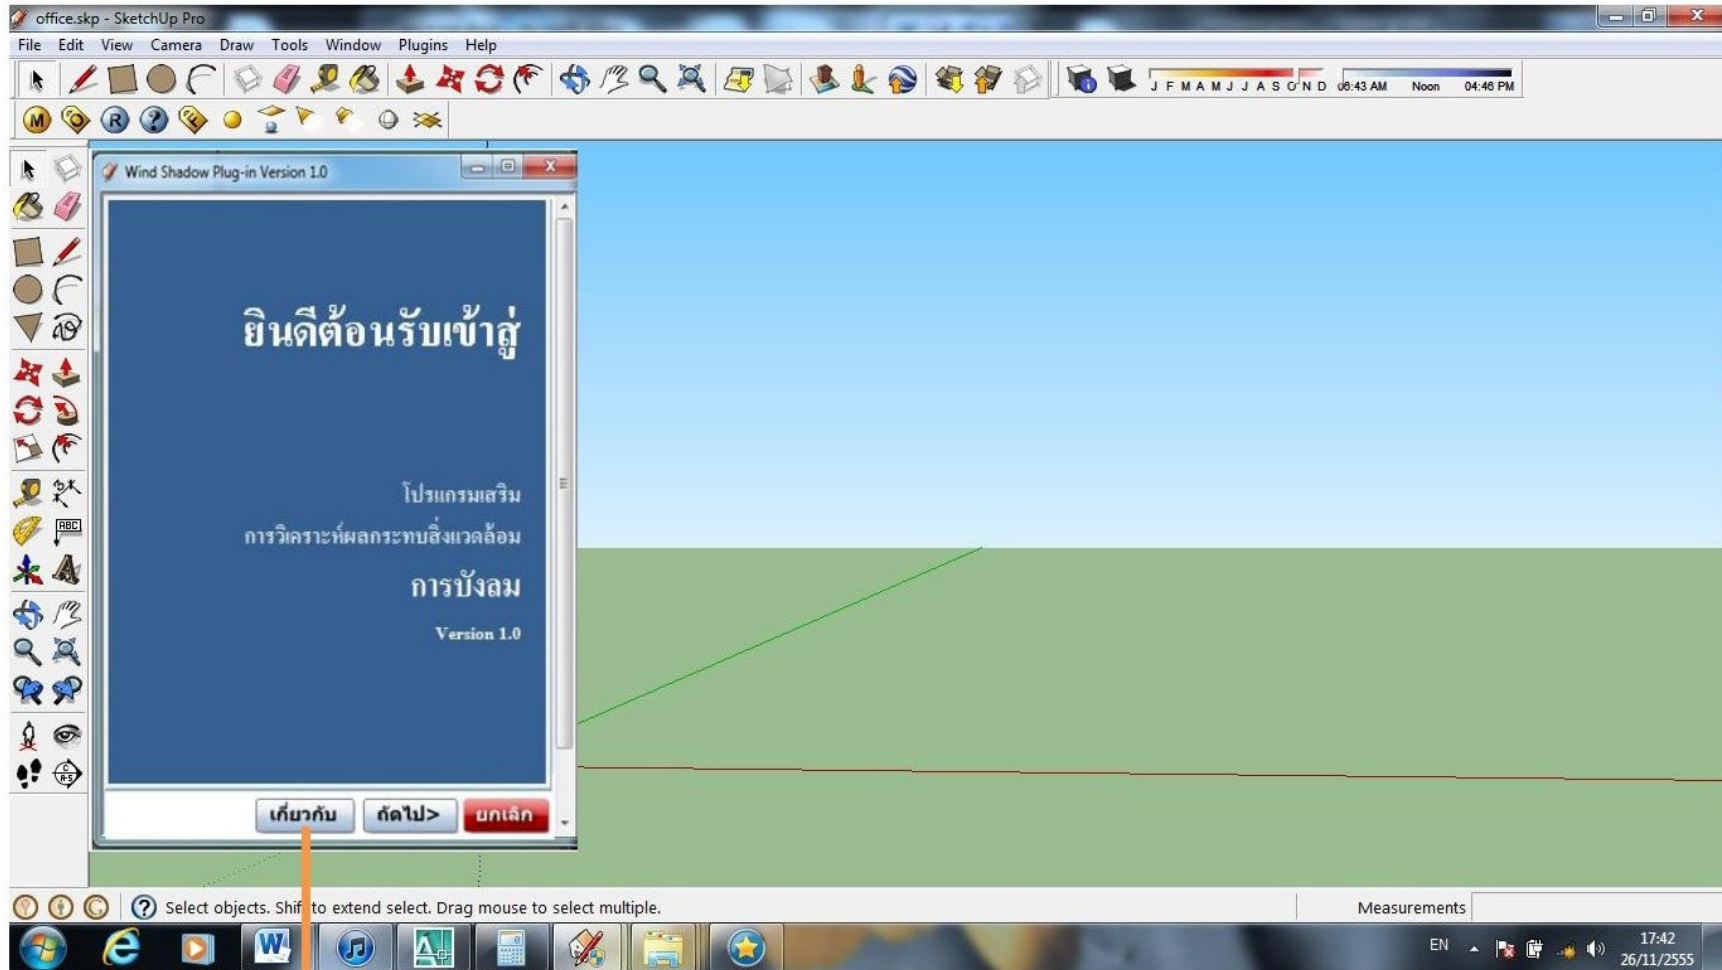 office.skp - SketchUp Pro
File Edit View Camera Draw Tools Window Plugins Help
J F M A M J J A S O N D 06:43 AM Noon 04:46 PM
M R ?
Wind Shadow Plug-in Version 1.0
ABC
ยินดีต้อนรับเข้าสู่
โปรแกรมเสริม
การวิเคราะห์ผลกระทบสิ่งแวดล้อม
การบังลม
Version 1.0
เกี่ยวกับ ถัดไป> ยกเลิก
Select objects. Shift to extend select. Drag mouse to select multiple.
Measurements
EN
17:42
26/11/2555